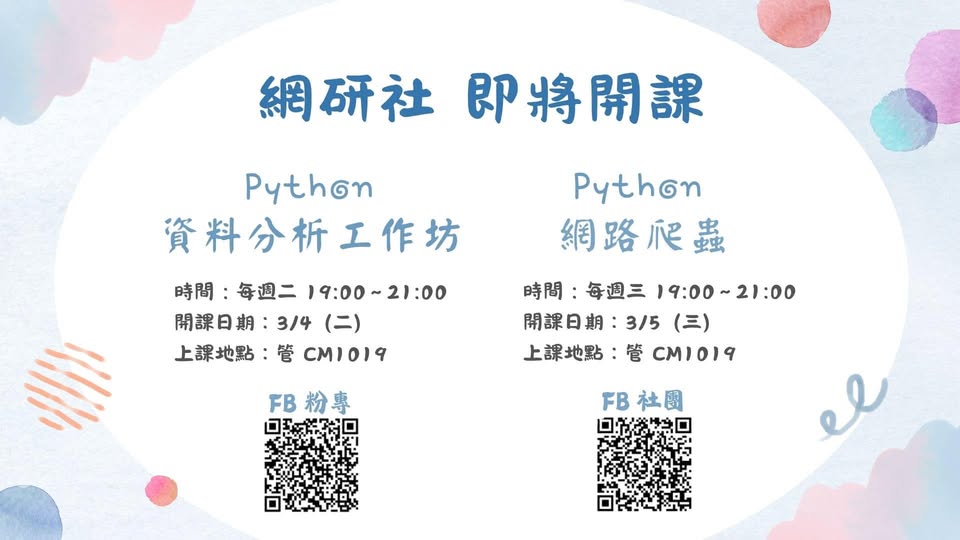 網研社 即將開課
Python
資料分析工作坊
時間：每週二 19:00～21:00
開課日期：3/4（二）
上課地點：管 CM1019
FB 粉專
Python
網路爬蟲
時間：每週三 19:00～21:00
開課日期：3/5（三）
上課地點：管 CM1019
FB 社團